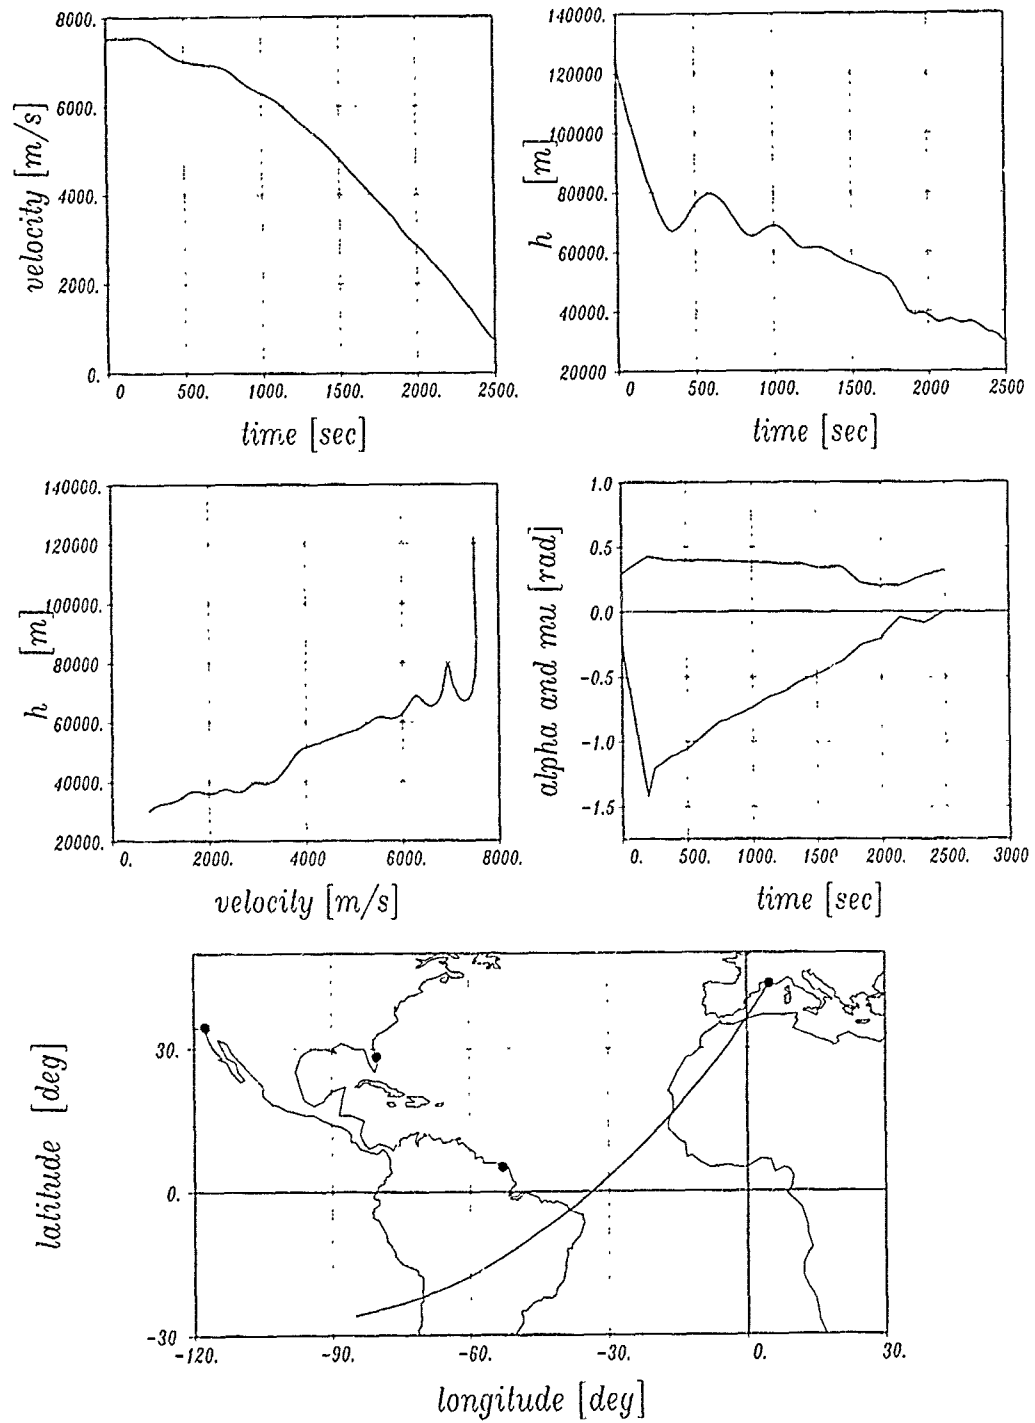 8000.
6000.
4000.
2000.
0.
velocity [m/s]
0 500. 1000. 1500. 2000. 2500.
time [sec]
140000.
120000.
100000.
80000.
60000.
40000.
20000
h [m]
0 500. 1000. 1500. 2000 2500
time [sec]
140000.
120000.
100000.
80000
60000.
40000.
20000.
h [m]
0. 2000. 4000. 6000. 8000.
velocity [m/s]
1.0
0.5
0.0
-0.5
-1.0
-1.5
alpha and mu [rad]
0. 500. 1000. 1500 2000. 2500. 3000
time [sec]
30.
0.
-30
latitude [deg]
-120. -90. -60. -30. 0. 30.
longitude [deg]